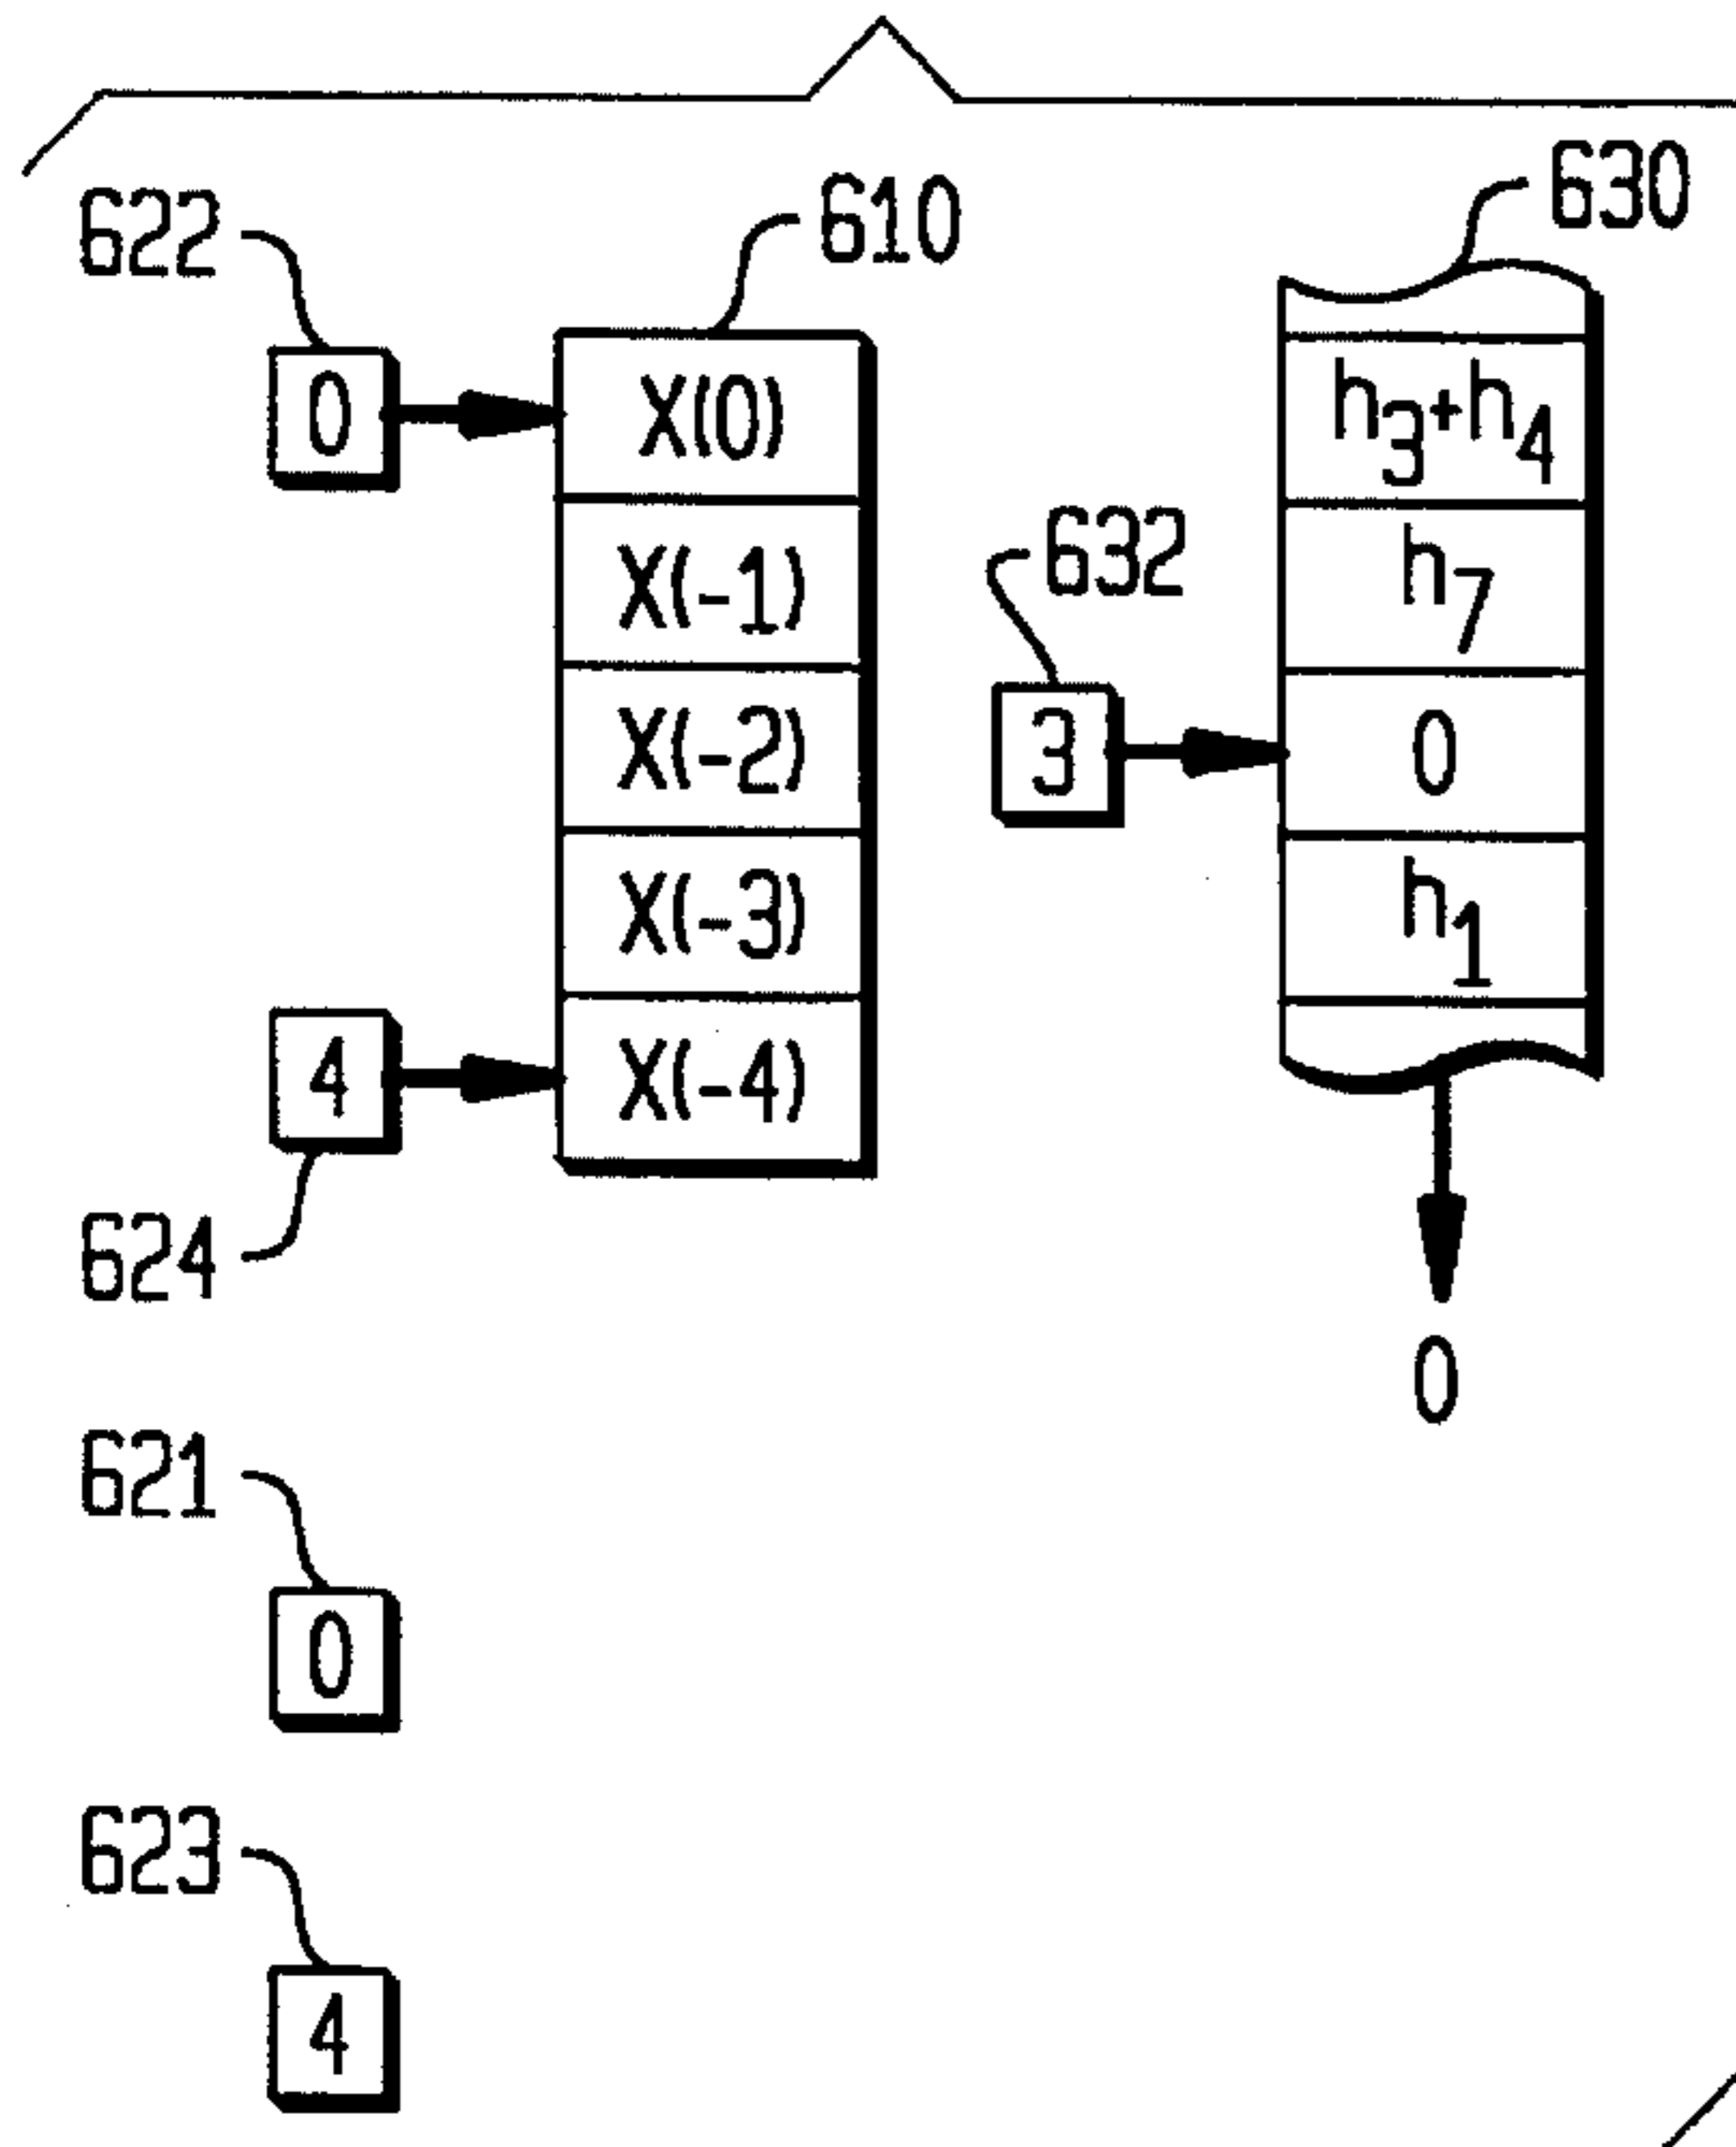 622
610
630
0
X(0)
h3+h4
X(-1)
632
h7
X(-2)
3
0
X(-3)
h1
4
X(-4)
624
0
621
0
623
4